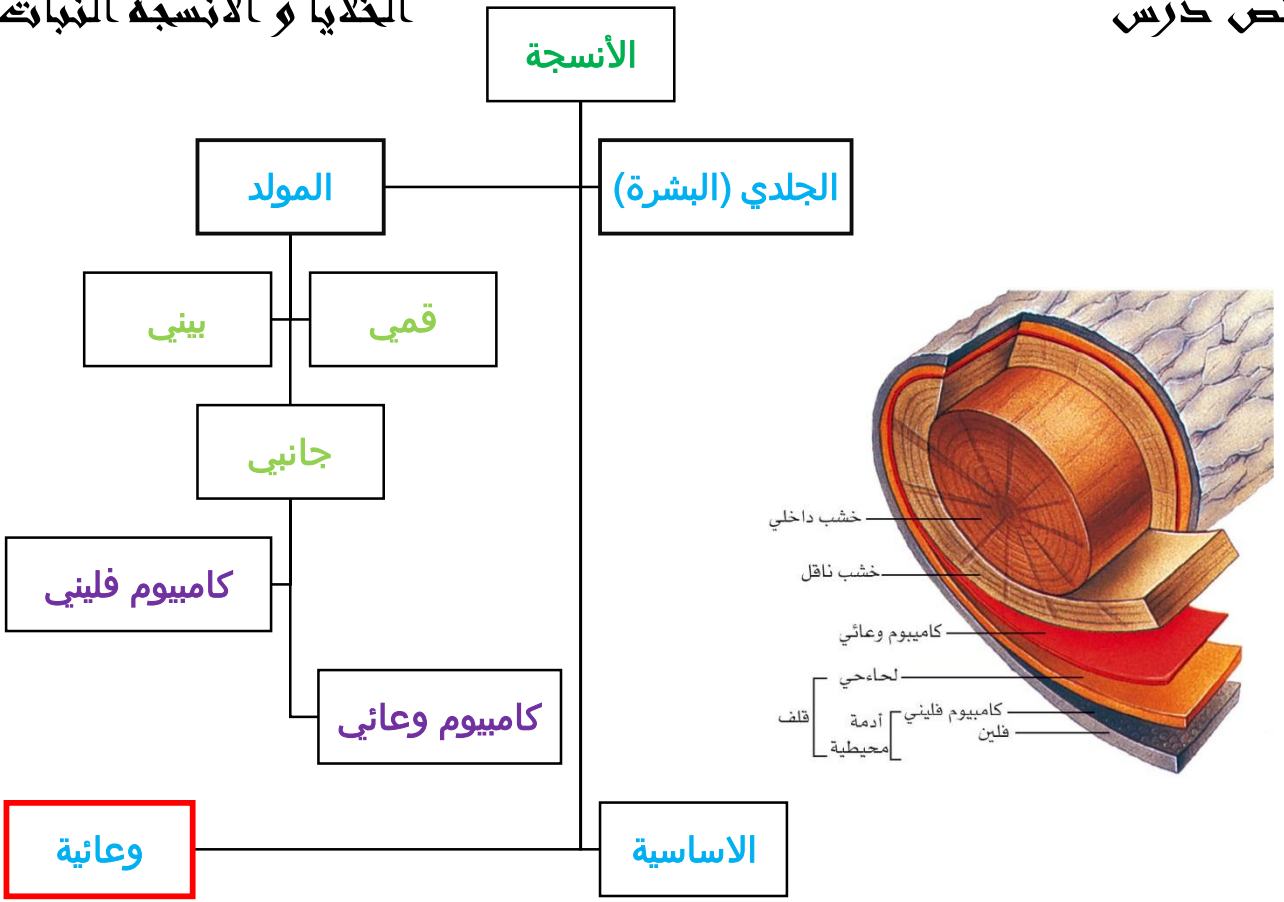 ص درس
الخلايا و الأنسجة
الأنسجة
الجلدي (البشرة)
المولد
قمي
بيني
جانبي
كامبيوم فليني
كامبيوم وعائي
الاساسية
وعائية
خشب داخلي
خشب ناقل
كامبيوم وعائي
لحاء حي
كامبيوم فليني
فلين
أدمة
محيطية
قلف